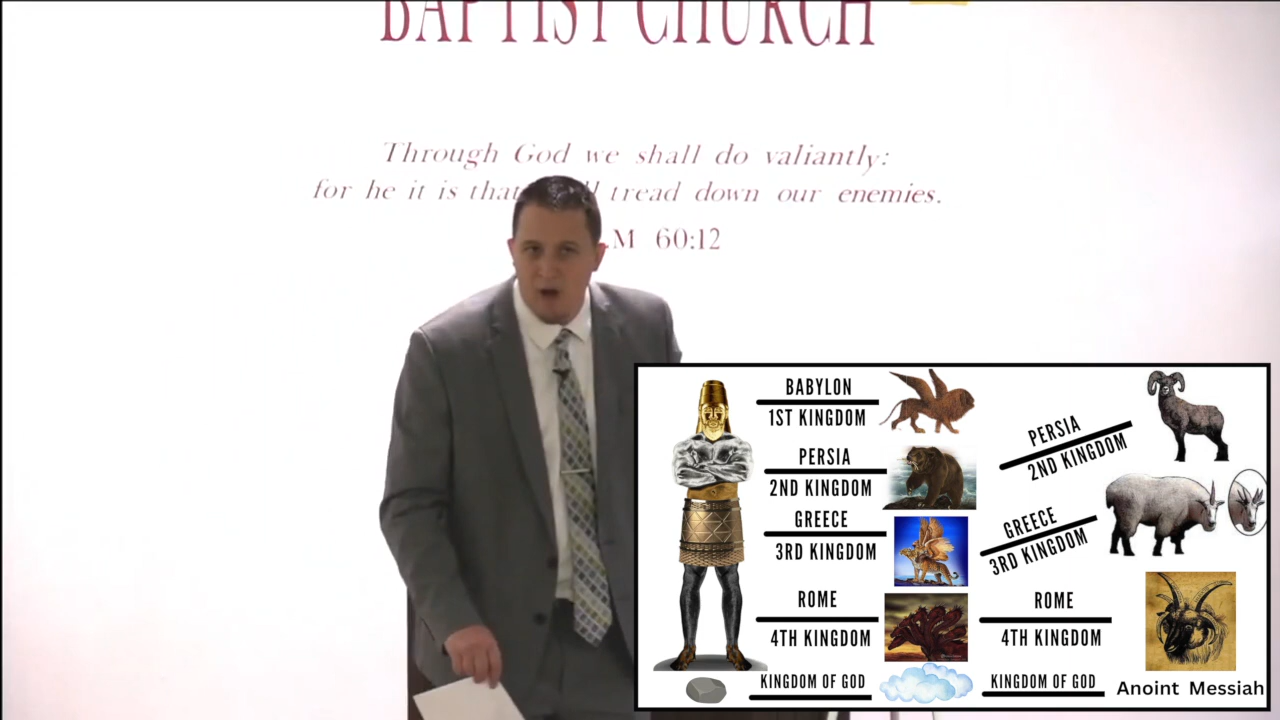 BAPTIST CHURCH
Through God we shall do valiantly:
for he it is that tread down our enemies.
60:12
BABYLON
1ST KINGDOM
PERSIA
2ND KINGDOM
GREECE
3RD KINGDOM
ROME
4TH KINGDOM
KINGDOM OF GOD
PERSIA
2ND KINGDOM
GREECE
3RD KINGDOM
ROME
4TH KINGDOM
KINGDOM OF GOD
Anoint Messiah